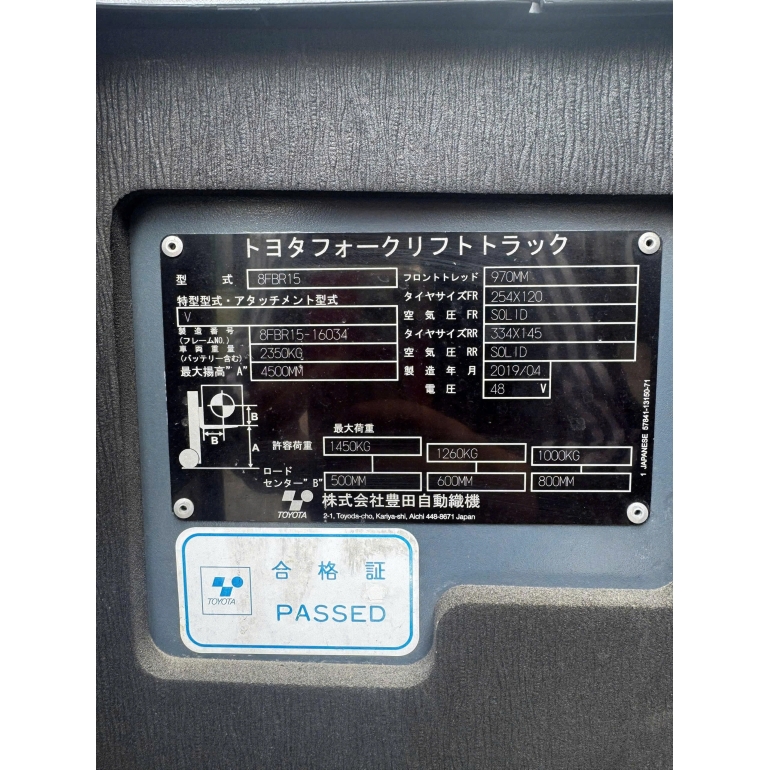 トヨタフォークリフトトラック
型 式 8FBR15 フロントトレッド 970MM
特型型式・アタッチメント型式 タイヤサイズFR 254X120
V 空 気 圧 FR SOLID
製 造 番 号
(フレームNO.) 8FBR15-16034 タイヤサイズRR 334X145
車 両 重 量
(バッテリー含む) 2350KG 空 気 圧 RR SOLID
最大揚高"A" 4500MM 製 造 年 月 2019/04
電 圧 48 V
B
B
A
最大荷重
許容荷重 1450KG 1260KG 1000KG
ロード
センター"B" 500MM 600MM 800MM
TOYOTA 株式会社豊田自動織機
2-1, Toyoda-cho, Kariya-shi, Aichi 448-8671 Japan
1 JAPANESE 57841-13150-71
合格証
TOYOTA
PASSED